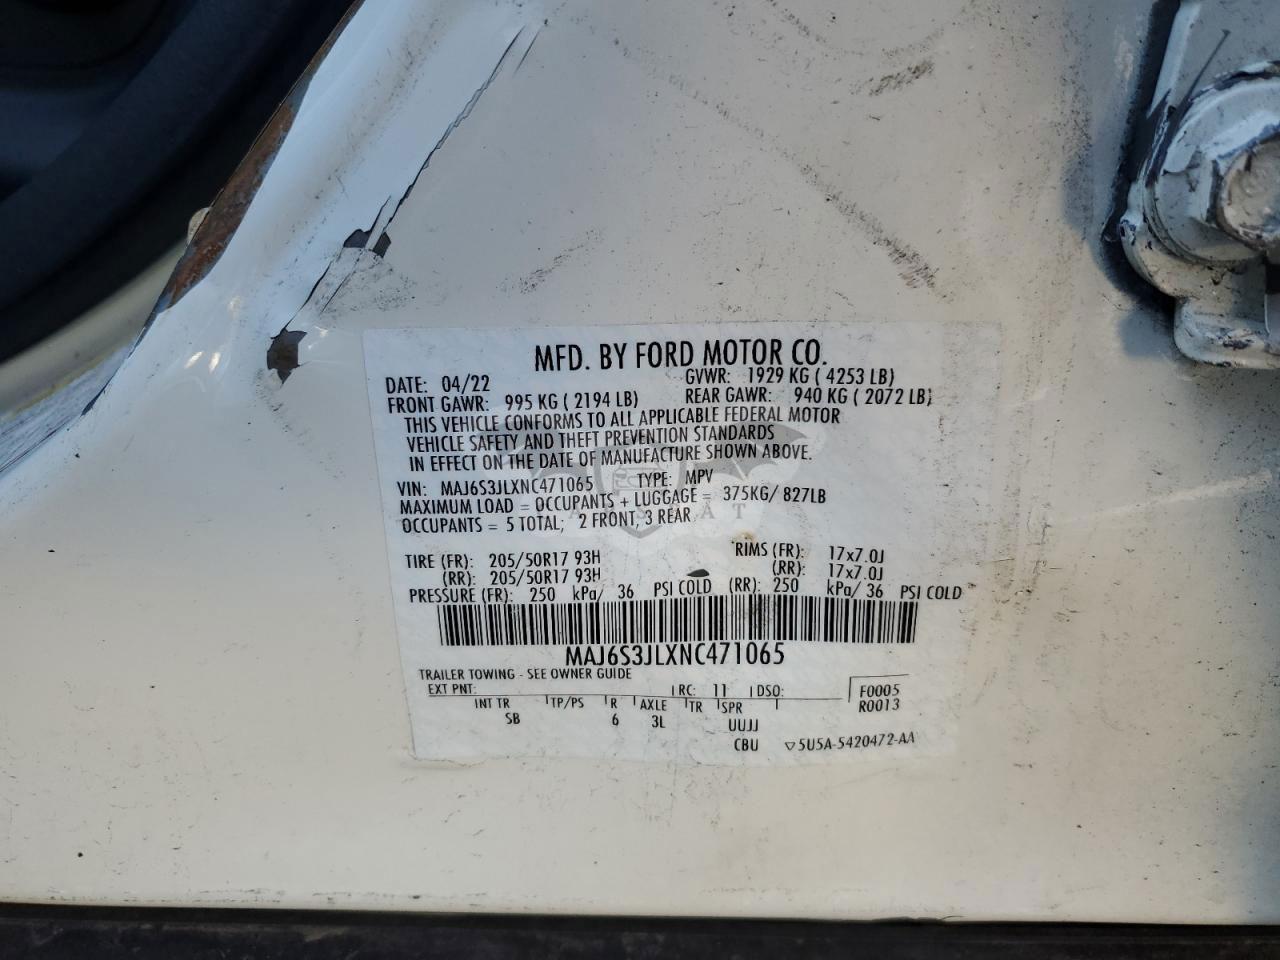 MFD. BY FORD MOTOR CO.
DATE: 04/22 GVWR: 1929 KG ( 4253 LB)
FRONT GAWR: 995 KG ( 2194 LB) REAR GAWR: 940 KG ( 2072 LB)
THIS VEHICLE CONFORMS TO ALL APPLICABLE FEDERAL MOTOR
VEHICLE SAFETY AND THEFT PREVENTION STANDARDS
IN EFFECT ON THE DATE OF MANUFACTURE SHOWN ABOVE.
VIN: MAJ6S3JLXNC471065 TYPE: MPV
MAXIMUM LOAD = OCCUPANTS + LUGGAGE = 375KG/ 827LB
OCCUPANTS = 5 TOTAL; 2 FRONT, 3 REAR
TIRE (FR): 205/50R17 93H RIMS (FR): 17x7.0J
(RR): 205/50R17 93H (RR): 17x7.0J
PRESSURE (FR): 250 kPa/ 36 PSI COLD (RR): 250 kPa/ 36 PSI COLD
MAJ6S3JLXNC471065
TRAILER TOWING - SEE OWNER GUIDE
EXT PNT: RC: 11 DSO: F0005
INT TR TP/PS R AXLE TR SPR R0013
SB 6 3L UUJJ
CBU ▽5U5A-5420472-AA